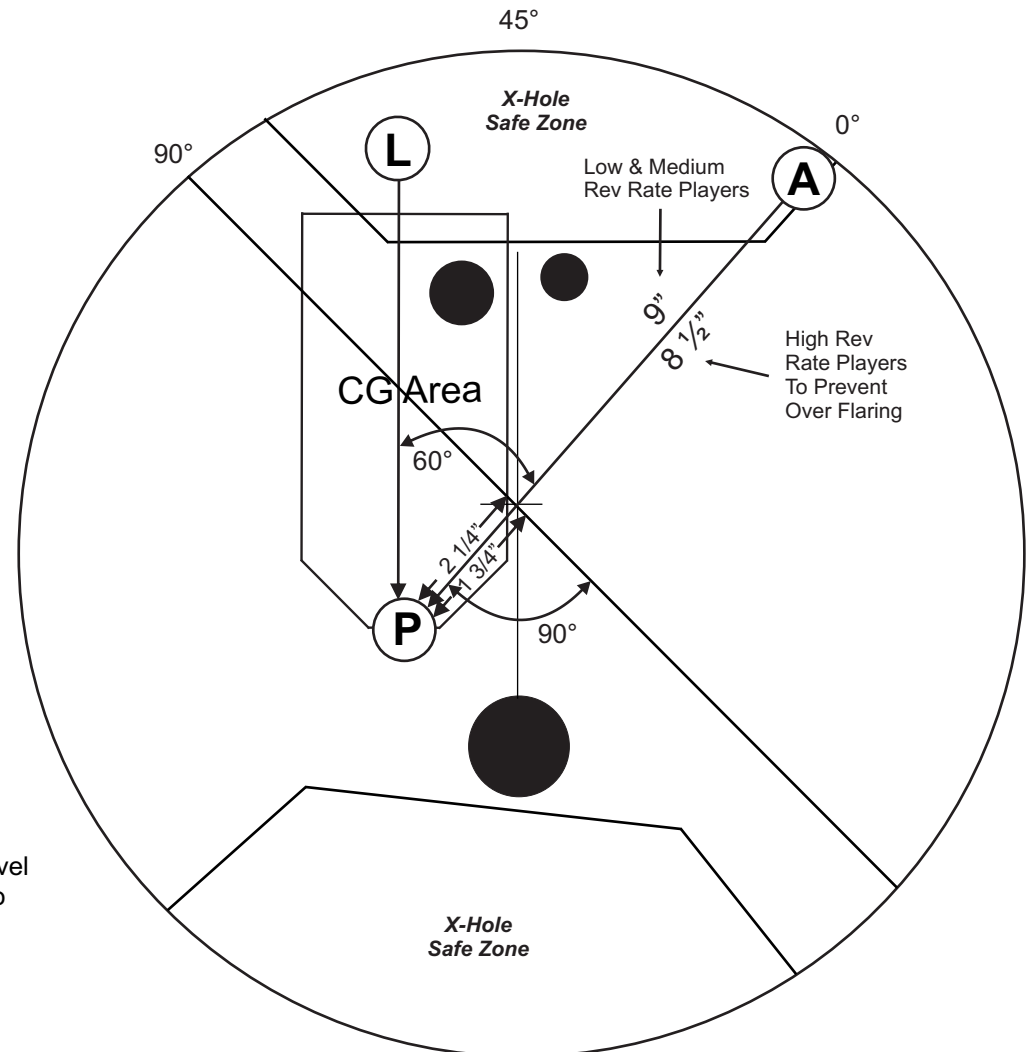 45°
X-Hole
Safe Zone
0°
90°
L
Low & Medium
Rev Rate Players
A
9”
8 ½”
High Rev
Rate Players
To Prevent
Over Flaring
CG Area
60°
2 1/4”
1 3/4”
P
90°
vel
X-Hole
Safe Zone